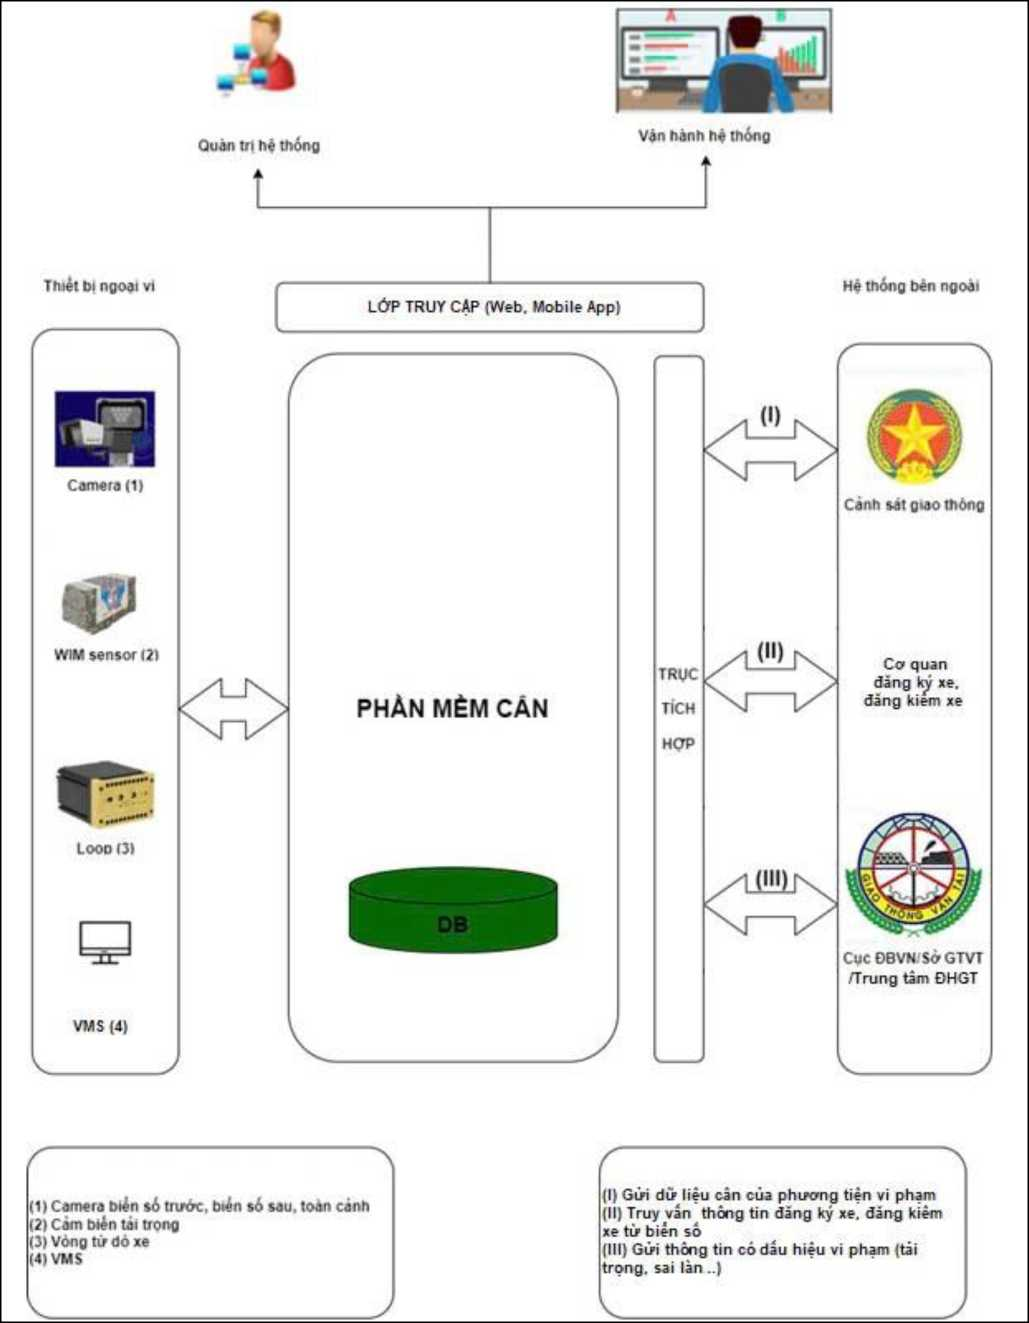 A
B
Quản trị hệ thống
Vận hành hệ thống
Thiết bị ngoại vi
Hệ thống bên ngoài
LỚP TRUY CẬP (Web, Mobile App)
Camera (1)
WIM sensor (2)
Loop (3)
VMS (4)
PHẦN MỀM CÂN
DB
TRỤC
TÍCH
HỢP
(I)
(II)
(III)
Cảnh sát giao thông
Cơ quan
đăng ký xe,
đăng kiểm xe
GIAO THÔNG VẬN TẢI
Cục ĐBVN/Sở GTVT
/Trung tâm ĐHGT
(1) Camera biển số trước, biển số sau, toàn cảnh
(2) Cảm biến tải trọng
(3) Vòng từ dò xe
(4) VMS
(I) Gửi dữ liệu cân của phương tiện vi phạm
(II) Truy vấn thông tin đăng ký xe, đăng kiểm
xe từ biển số
(III) Gửi thông tin có dấu hiệu vi phạm (tải
trọng, sai làn...)